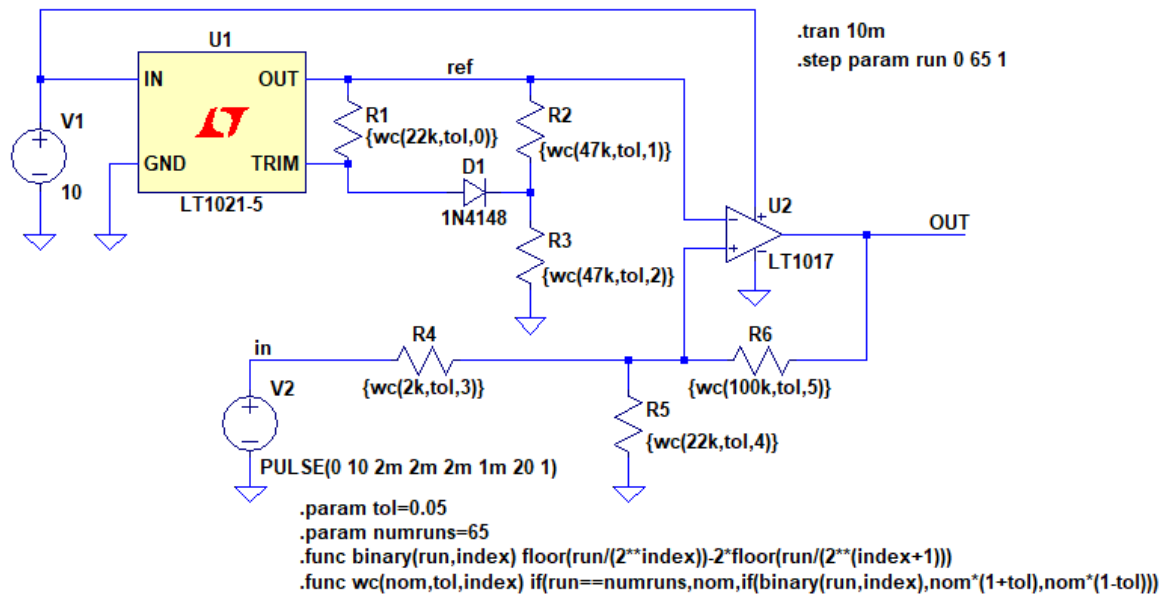 .tran 10m
.step param run 0 65 1
U1
IN
OUT
ref
R1
{wc(22k,tol,0)}
R2
{wc(47k,tol,1)}
V1
10
GND
TRIM
D1
1N4148
LT1021-5
U2
OUT
LT1017
R3
{wc(47k,tol,2)}
in
R4
{wc(2k,tol,3)}
R6
{wc(100k,tol,5)}
V2
R5
{wc(22k,tol,4)}
PULSE(0 10 2m 2m 2m 1m 20 1)
.param tol=0.05
.param numruns=65
.func binary(run,index) floor(run/(2**index))-2*floor(run/(2**(index+1)))
.func wc(nom,tol,index) if(run==numruns,nom,if(binary(run,index),nom*(1+tol),nom*(1-tol)))